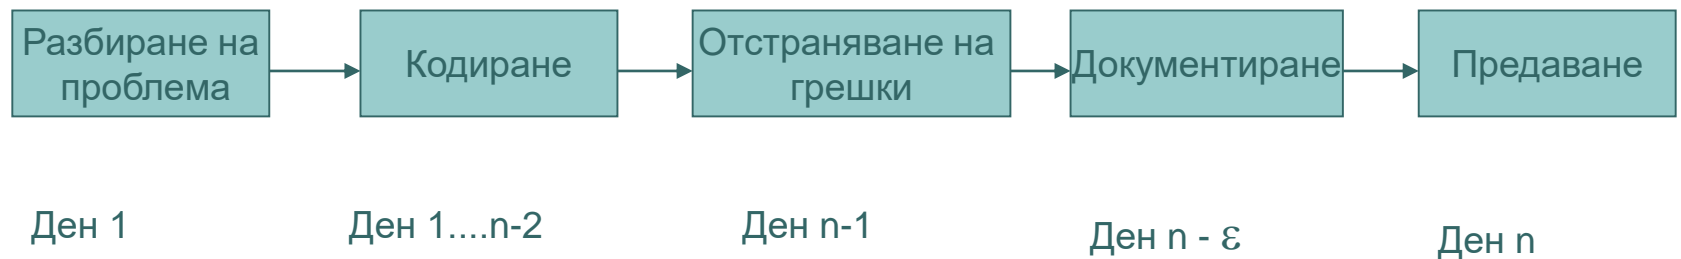 Разбиране на
проблема
Кодиране
Отстраняване на
грешки
Документиране
Предаване
Ден 1
Ден 1....n-2
Ден n-1
Ден n - ε
Ден n